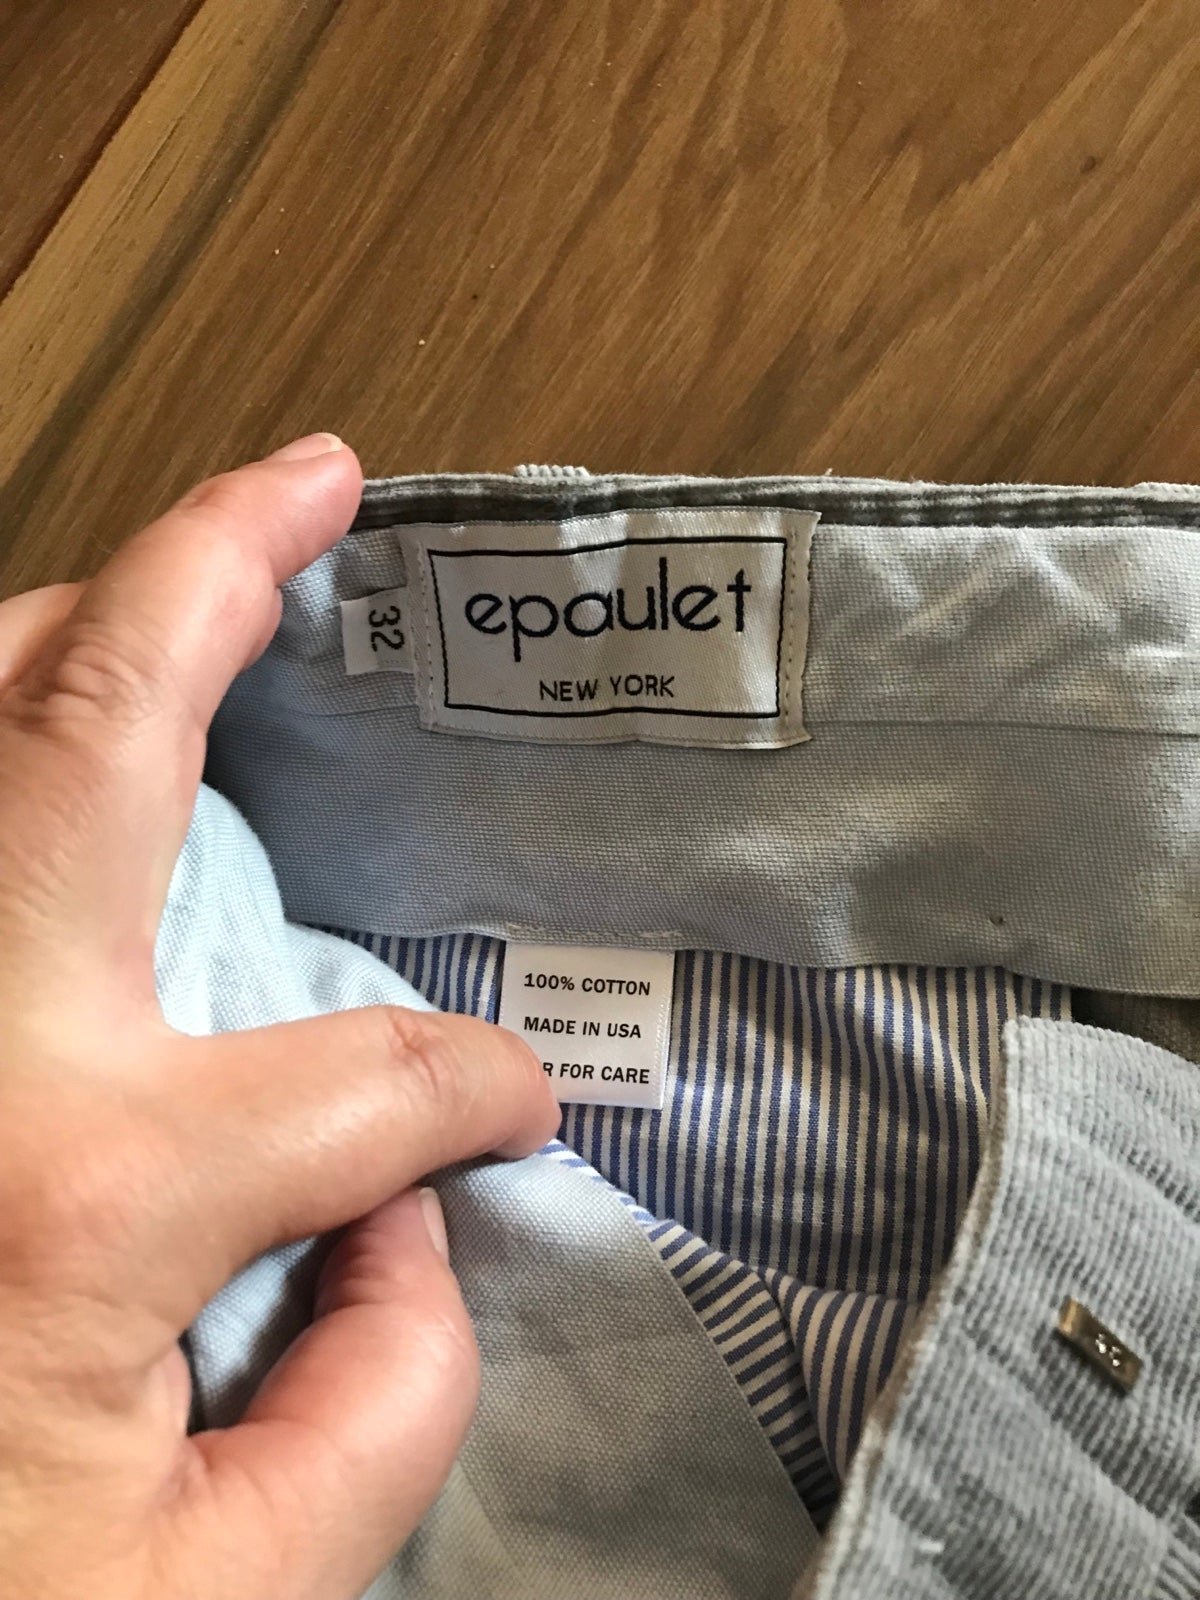 epaulet
NEW YORK
32
100% COTTON
MADE IN USA
R FOR CARE